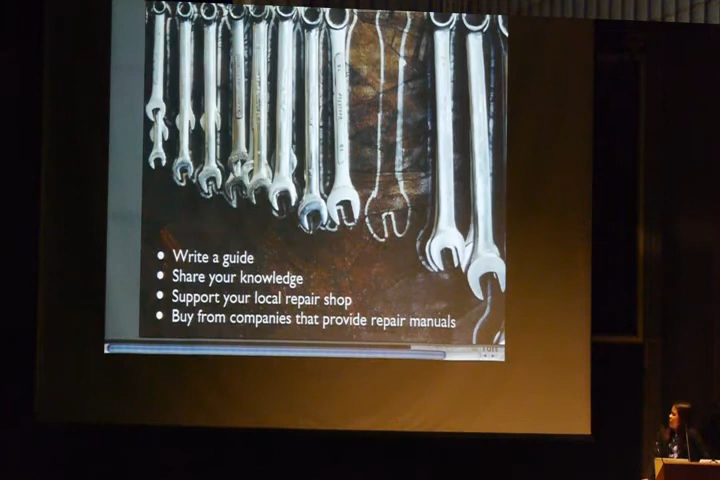 • Write a guide
• Share your knowledge
• Support your local repair shop
• Buy from companies that provide repair manuals